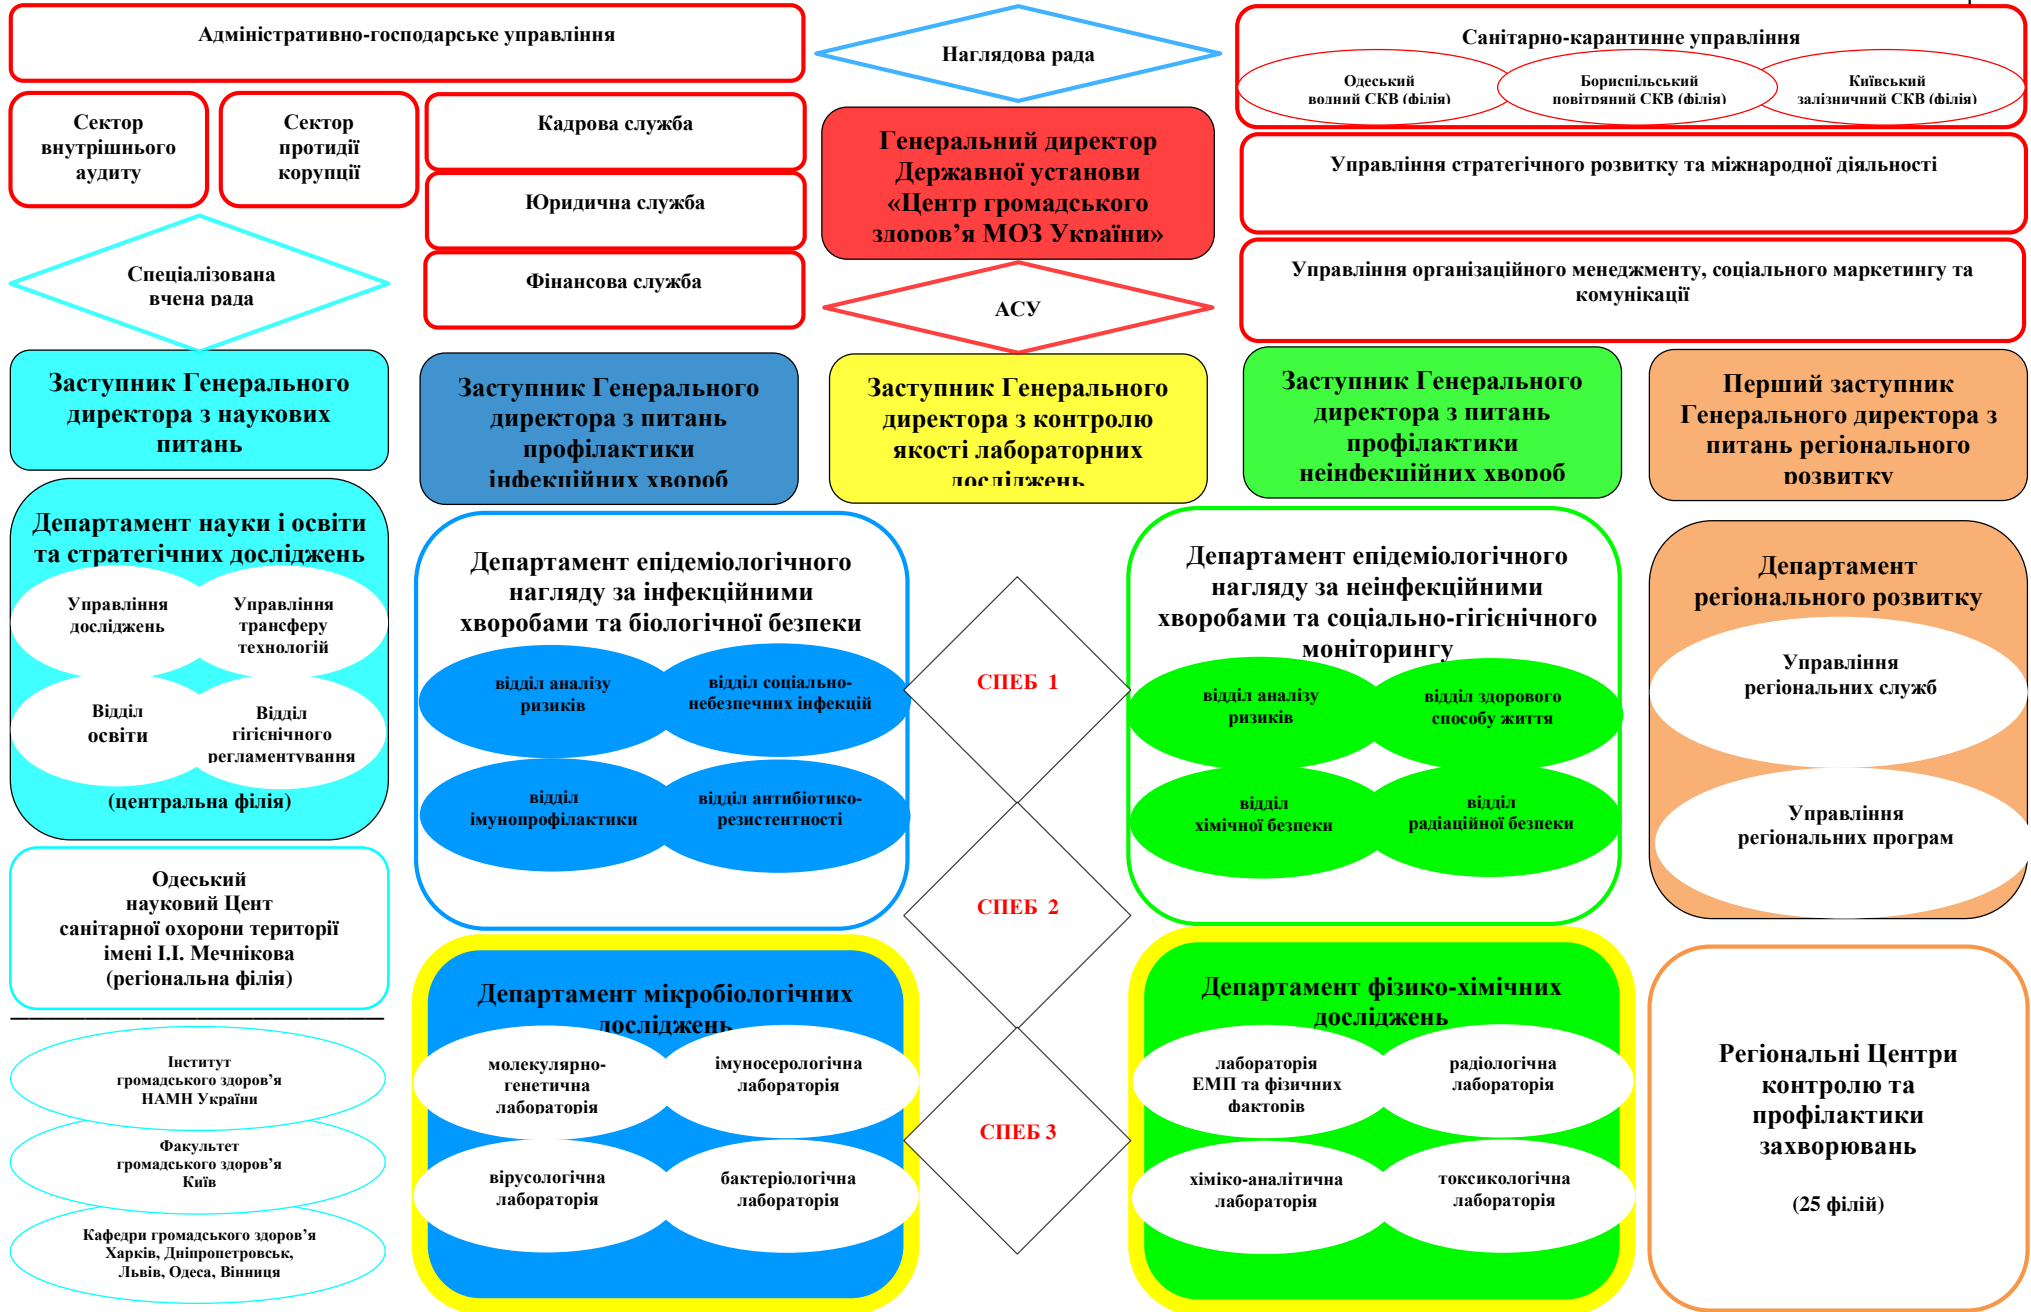 Адміністративно-господарське управління
Наглядова рада
Санітарно-карантинне управління
Одеський
водний СКВ (філія)
Бориспільський
повітряний СКВ (філія)
Київський
залізничний СКВ (філія)
Сектор
внутрішнього
аудиту
Сектор
протидії
корупції
Кадрова служба
Юридична служба
Фінансова служба
Генеральний директор
Державної установи
«Центр громадського
здоров’я МОЗ України»
Управління стратегічного розвитку та міжнародної діяльності
Управління організаційного менеджменту, соціального маркетингу та
комунікації
Спеціалізована
вчена рада
АСУ
Заступник Генерального
директора з наукових
питань
Заступник Генерального
директора з питань
профілактики
інфекційних хвороб
Заступник Генерального
директора з контролю
якості лабораторних
досліджень
Заступник Генерального
директора з питань
профілактики
неінфекційних хвороб
Перший заступник
Генерального директора з
питань регіонального
розвитку
Департамент науки і освіти
та стратегічних досліджень
Управління
досліджень
Управління
трансферу
технологій
Відділ
освіти
Відділ
гігієнічного
регламентування
(центральна філія)
Департамент епідеміологічного
нагляду за інфекційними
хворобами та біологічної безпеки
відділ аналізу
ризиків
відділ соціально-
небезпечних інфекцій
відділ
імунопрофілактики
відділ антибіотико-
резистентності
СПЕБ 1
СПЕБ 2
СПЕБ 3
Департамент епідеміологічного
нагляду за неінфекційними
хворобами та соціально-гігієнічного
моніторингу
відділ аналізу
ризиків
відділ здорового
способу життя
відділ
хімічної безпеки
відділ
радіаційної безпеки
Департамент
регіонального розвитку
Управління
регіональних служб
Управління
регіональних програм
Одеський
науковий Цент
санітарної охорони території
імені І.І. Мечнікова
(регіональна філія)
Інститут
громадського здоров’я
НАМН України
Факультет
громадського здоров’я
Київ
Кафедри громадського здоров’я
Харків, Дніпропетровськ,
Львів, Одеса, Вінниця
Департамент мікробіологічних
досліджень
молекулярно-
генетична
лабораторія
імуносерологічна
лабораторія
вірусологічна
лабораторія
бактеріологічна
лабораторія
Департамент фізико-хімічних
досліджень
лабораторія
ЕМП та фізичних
факторів
радіологічна
лабораторія
хіміко-аналітична
лабораторія
токсикологічна
лабораторія
Регіональні Центри
контролю та
профілактики
захворювань
(25 філій)